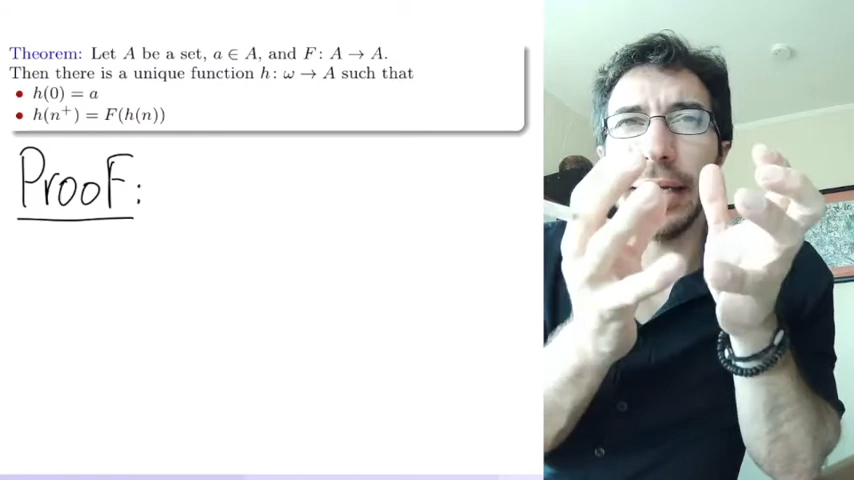 Theorem: Let A be a set, a ∈ A, and F: A → A.
Then there is a unique function h: ω → A such that
• h(0) = a
• h(n⁺) = F(h(n))
Proof: